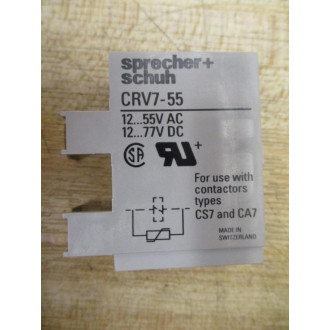 sprecher+
schuh
CRV7-55
12...55V AC
12...77V DC
For use with
contactors
types
CS7 and CA7
MADE IN
SWITZERLAND